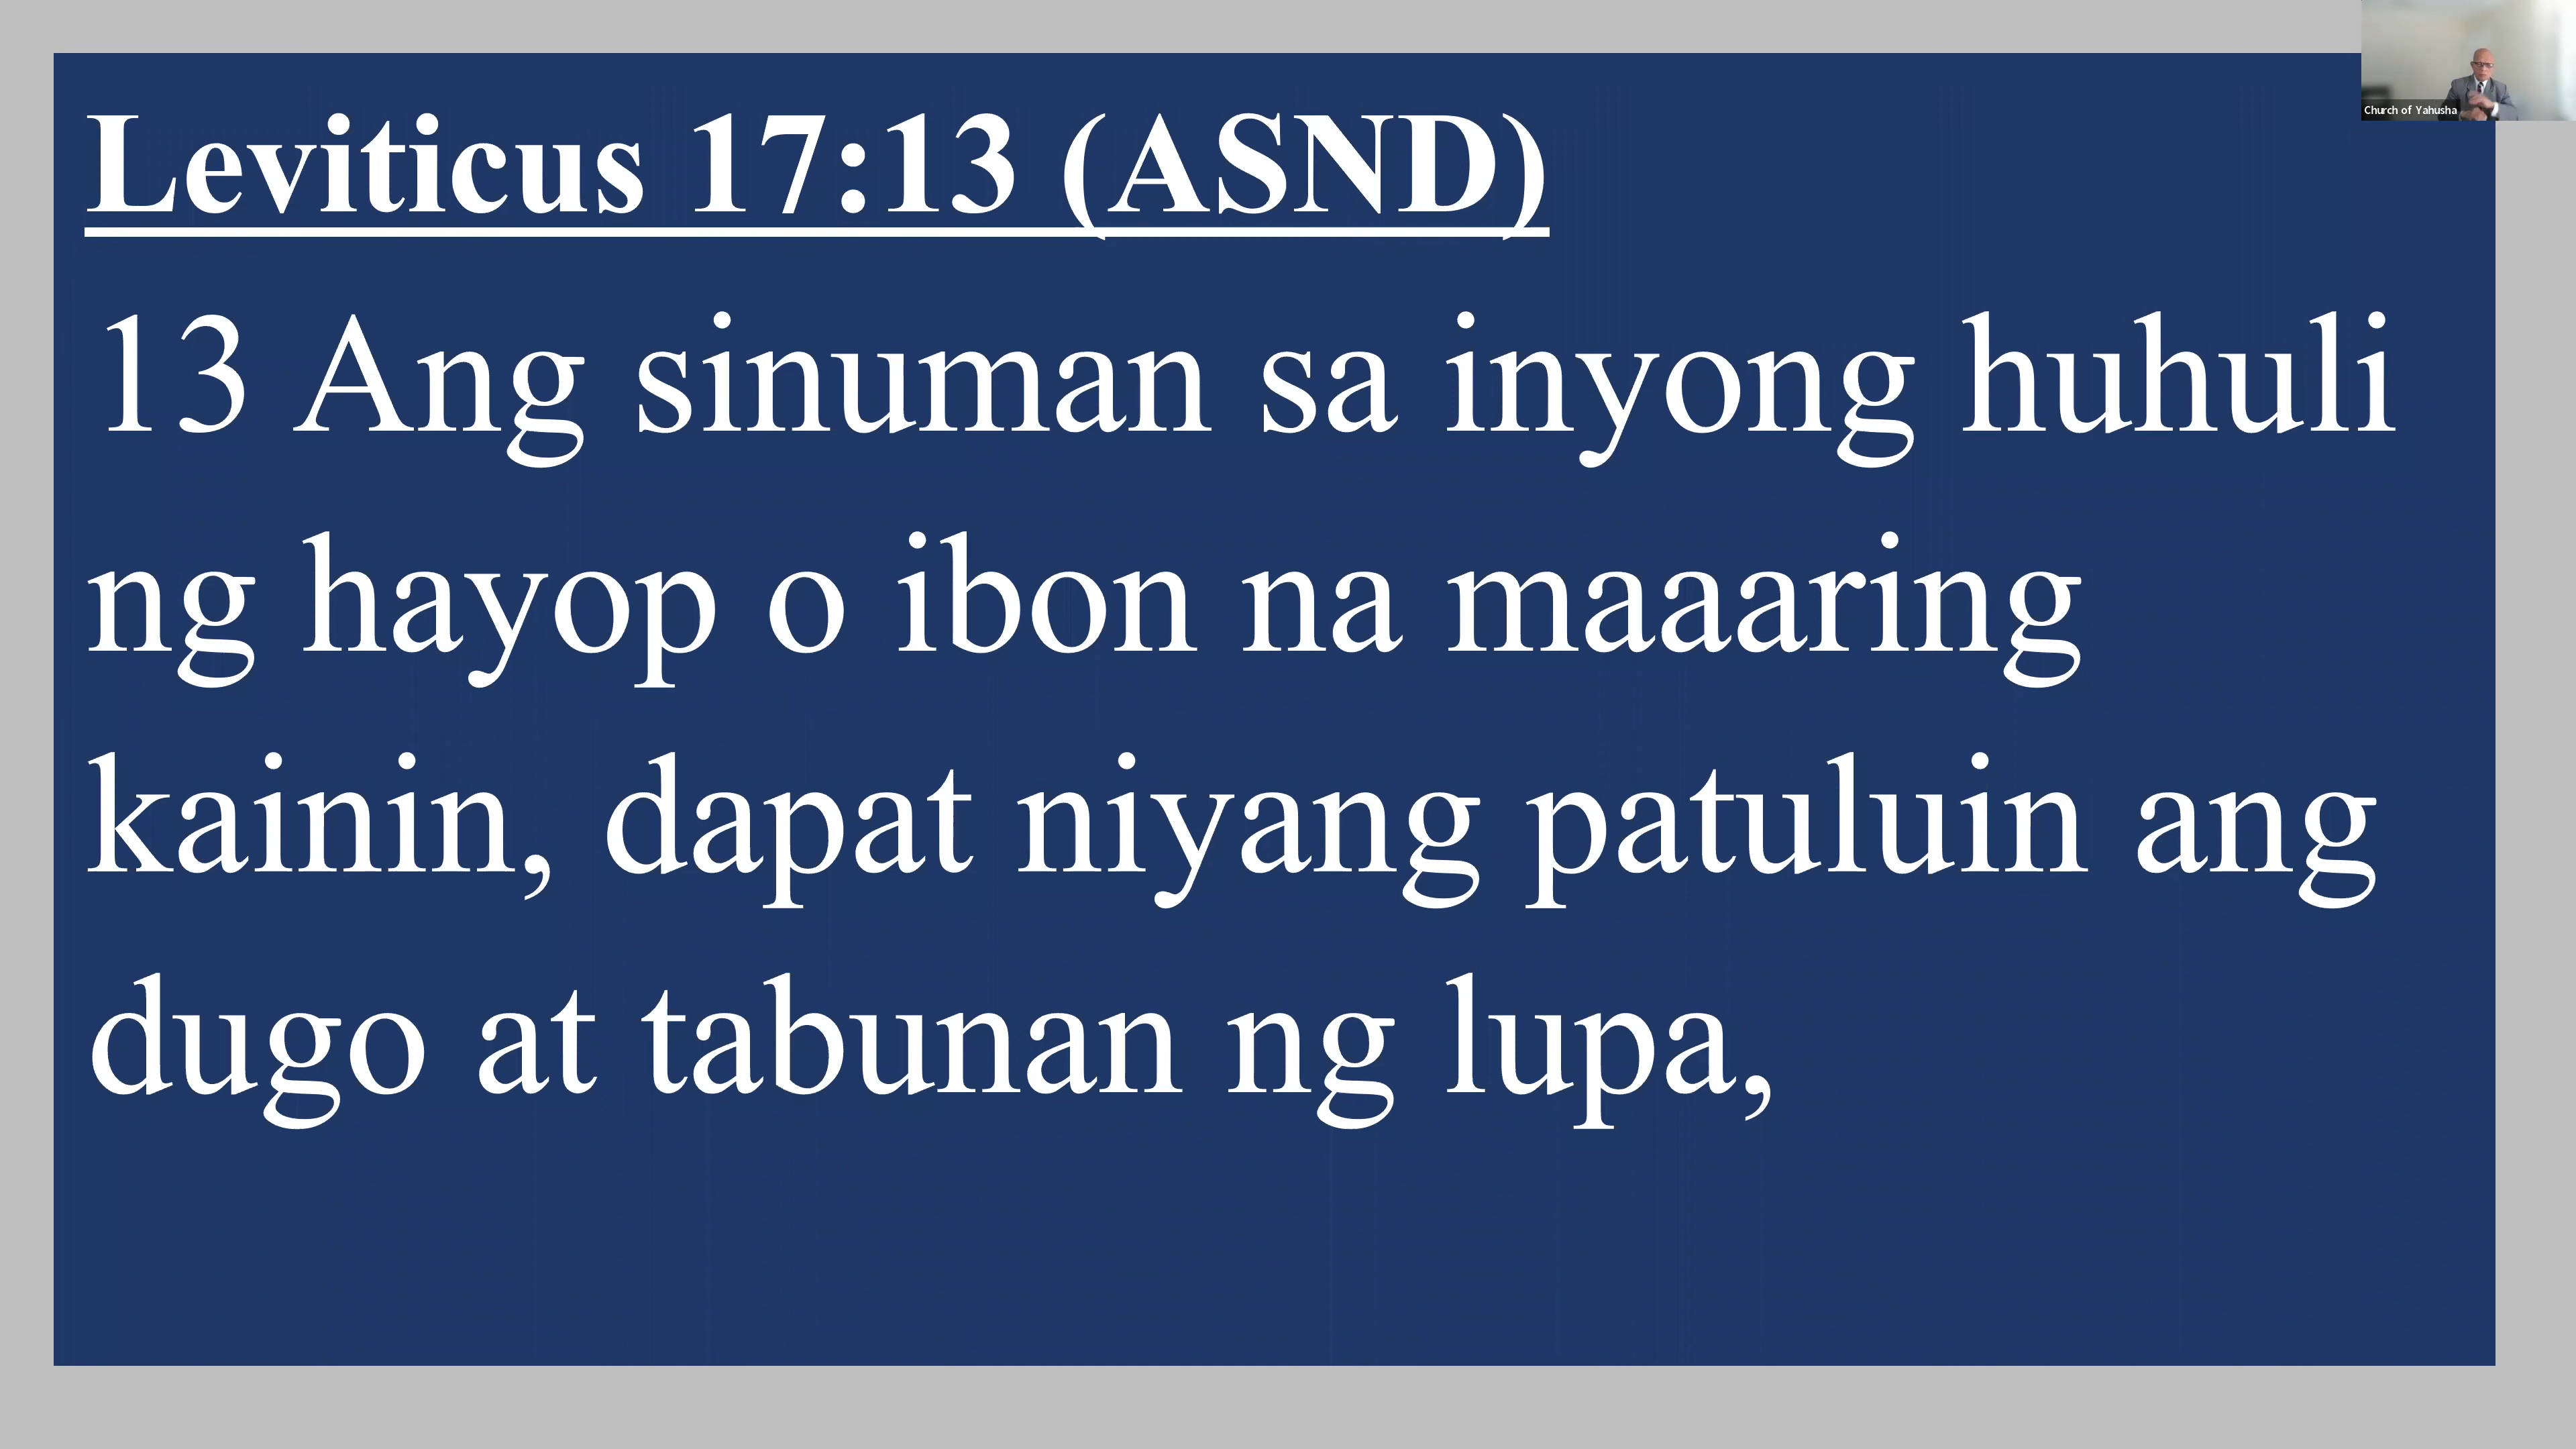 Leviticus 17:13 (ASND)
13 Ang sinuman sa inyong huhuli
ng hayop o ibon na maaaring
kainin, dapat niyang patuluin ang
dugo at tabunan ng lupa,
Church of Yahusha